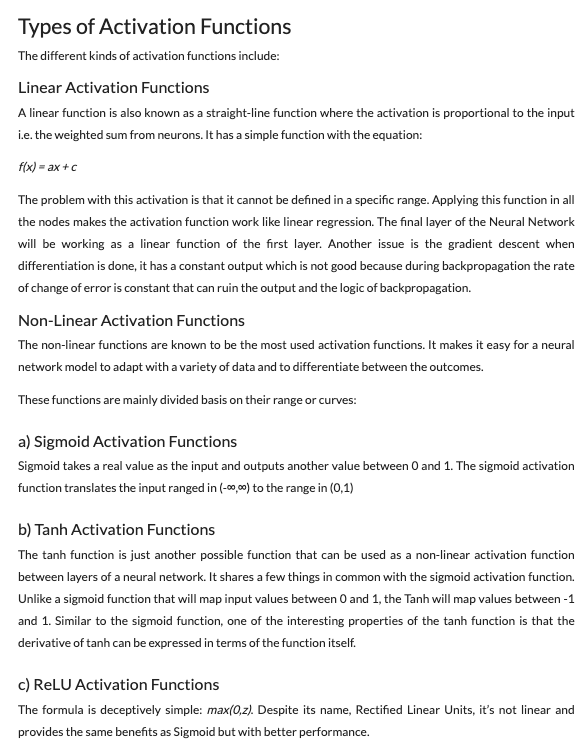 Types of Activation Functions
The different kinds of activation functions include:
Linear Activation Functions
A linear function is also known as a straight-line function where the activation is proportional to the input
i.e. the weighted sum from neurons. It has a simple function with the equation:
f(x) = ax + c
The problem with this activation is that it cannot be defined in a specific range. Applying this function in all
the nodes makes the activation function work like linear regression. The final layer of the Neural Network
will be working as a linear function of the first layer. Another issue is the gradient descent when
differentiation is done, it has a constant output which is not good because during backpropagation the rate
of change of error is constant that can ruin the output and the logic of backpropagation.
Non-Linear Activation Functions
The non-linear functions are known to be the most used activation functions. It makes it easy for a neural
network model to adapt with a variety of data and to differentiate between the outcomes.
These functions are mainly divided basis on their range or curves:
a) Sigmoid Activation Functions
Sigmoid takes a real value as the input and outputs another value between 0 and 1. The sigmoid activation
function translates the input ranged in (-∞,∞) to the range in (0,1)
b) Tanh Activation Functions
The tanh function is just another possible function that can be used as a non-linear activation function
between layers of a neural network. It shares a few things in common with the sigmoid activation function.
Unlike a sigmoid function that will map input values between 0 and 1, the Tanh will map values between -1
and 1. Similar to the sigmoid function, one of the interesting properties of the tanh function is that the
derivative of tanh can be expressed in terms of the function itself.
c) ReLU Activation Functions
The formula is deceptively simple: max(0,z). Despite its name, Rectified Linear Units, it's not linear and
provides the same benefits as Sigmoid but with better performance.